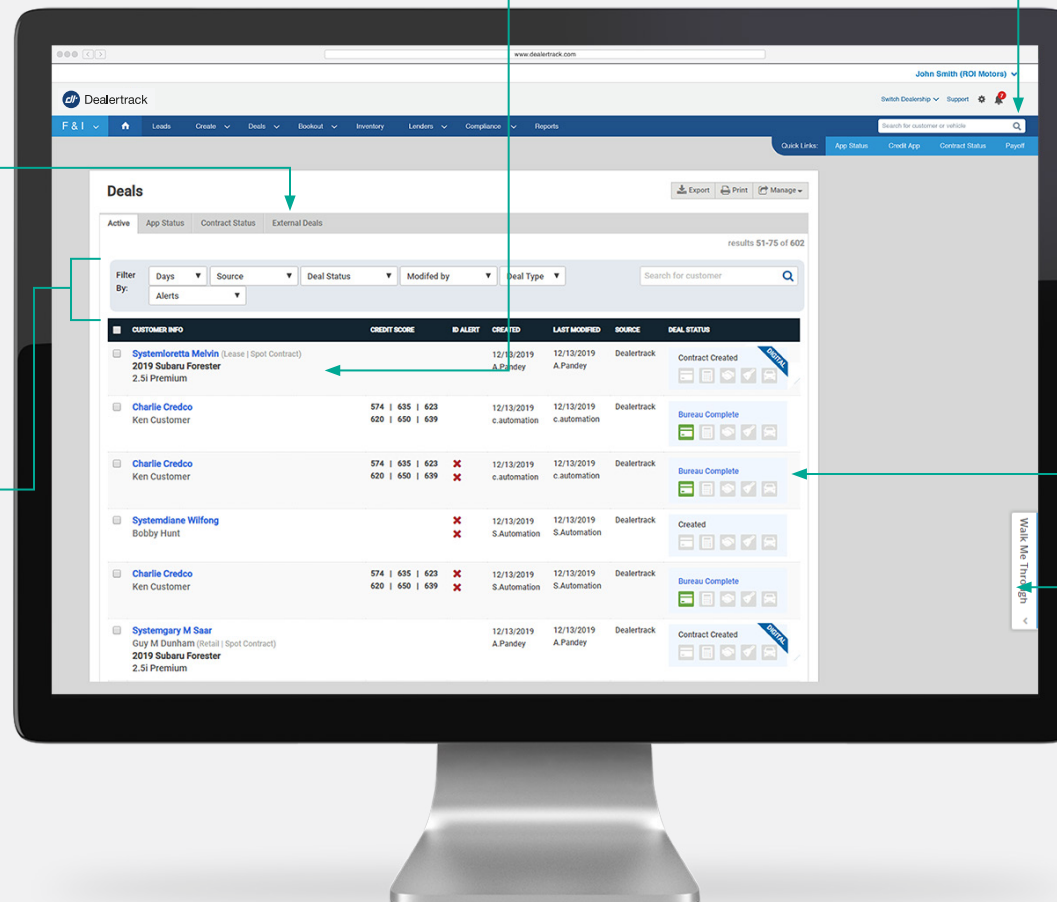 www.dealertrack.com
John Smith (ROI Motors)
dt Dealertrack
Switch Dealership Support
F & I Leads Create Deals Bookout Inventory Lenders Compliance Reports Search for customer or vehicle
Quick Links: App Status Credit App Contract Status Payoff
Deals Export Print Manage
Active App Status Contract Status External Deals
results 51-75 of 602
Filter By: Days Source Deal Status Modifed by Deal Type Search for customer
Alerts
CUSTOMER INFO CREDIT SCORE ID ALERT CREATED LAST MODIFIED SOURCE DEAL STATUS
Systemloretta Melvin (Lease | Spot Contract) 12/13/2019 12/13/2019 Dealertrack Contract Created DIGITAL
2019 Subaru Forester A.Pandey A.Pandey
2.5i Premium
Charlie Credco 574 | 635 | 623 12/13/2019 12/13/2019 Dealertrack Bureau Complete
Ken Customer 620 | 650 | 639 c.automation c.automation
Charlie Credco 574 | 635 | 623 12/13/2019 12/13/2019 Dealertrack Bureau Complete
Ken Customer 620 | 650 | 639 c.automation c.automation
Systemdiane Wilfong 12/13/2019 12/13/2019 Dealertrack Created
Bobby Hunt S.Automation S.Automation
Charlie Credco 574 | 635 | 623 12/13/2019 12/13/2019 Dealertrack Bureau Complete
Ken Customer 620 | 650 | 639 S.Automation S.Automation
Systemgary M Saar 12/13/2019 12/13/2019 Dealertrack Contract Created DIGITAL
Guy M Dunham (Retail | Spot Contract) A.Pandey A.Pandey
2019 Subaru Forester
2.5i Premium
Walk Me Through